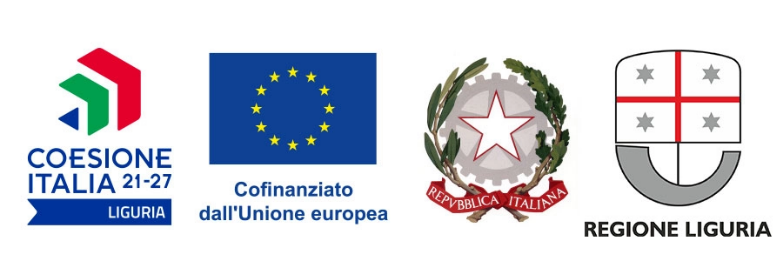 COESIONE
ITALIA 21-27
LIGURIA
Cofinanziato
dall'Unione europea
REPVBBLICA ITALIANA
REGIONE LIGURIA